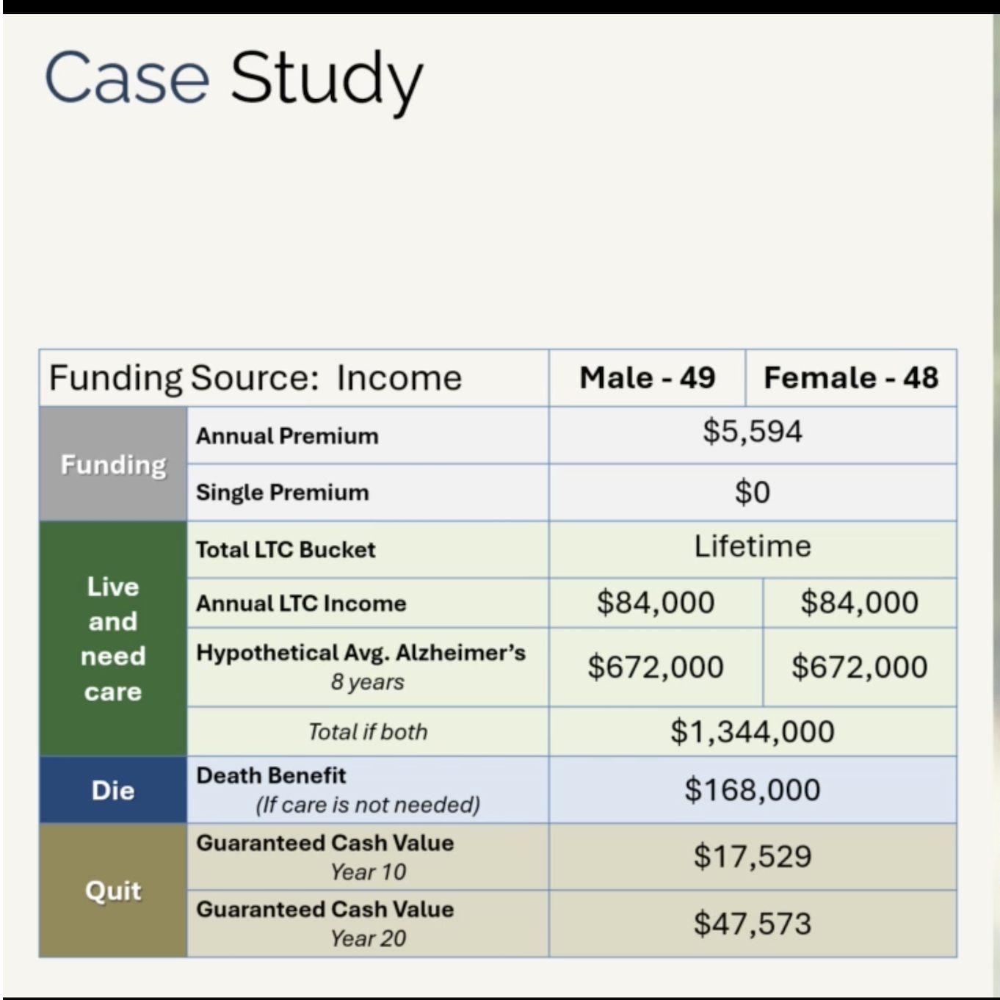 Case Study
Funding Source: Income Male - 49 Female - 48
Funding
Annual Premium $5,594
Single Premium $0
Live
and
need
care
Total LTC Bucket Lifetime
Annual LTC Income $84,000 $84,000
Hypothetical Avg. Alzheimer’s
8 years
$672,000 $672,000
Total if both $1,344,000
Die
Death Benefit
(If care is not needed)
$168,000
Quit
Guaranteed Cash Value
Year 10
$17,529
Guaranteed Cash Value
Year 20
$47,573